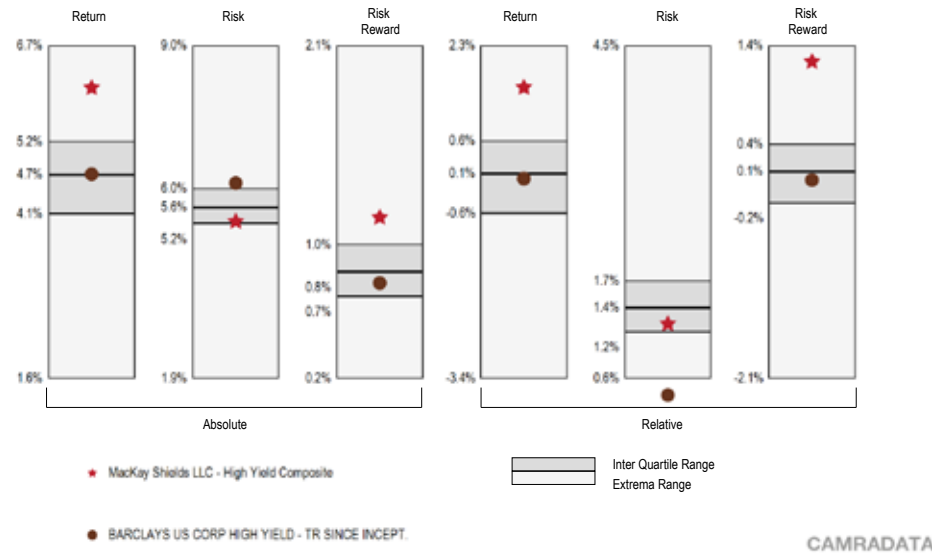 Return
Risk
Risk
Reward
Return
Risk
Risk
Reward
6.7%
5.2%
4.7%
4.1%
1.6%
9.0%
6.0%
5.6%
5.2%
1.9%
2.1%
1.0%
0.8%
0.7%
0.2%
2.3%
0.6%
0.1%
-0.6%
-3.4%
4.5%
1.7%
1.4%
1.2%
0.6%
1.4%
0.4%
0.1%
-0.2%
-2.1%
Absolute
Relative
MacKay Shields LLC - High Yield Composite
Inter Quartile Range
Extrema Range
BARCLAYS US CORP HIGH YIELD - TR SINCE INCEPT.
CAMRADATA